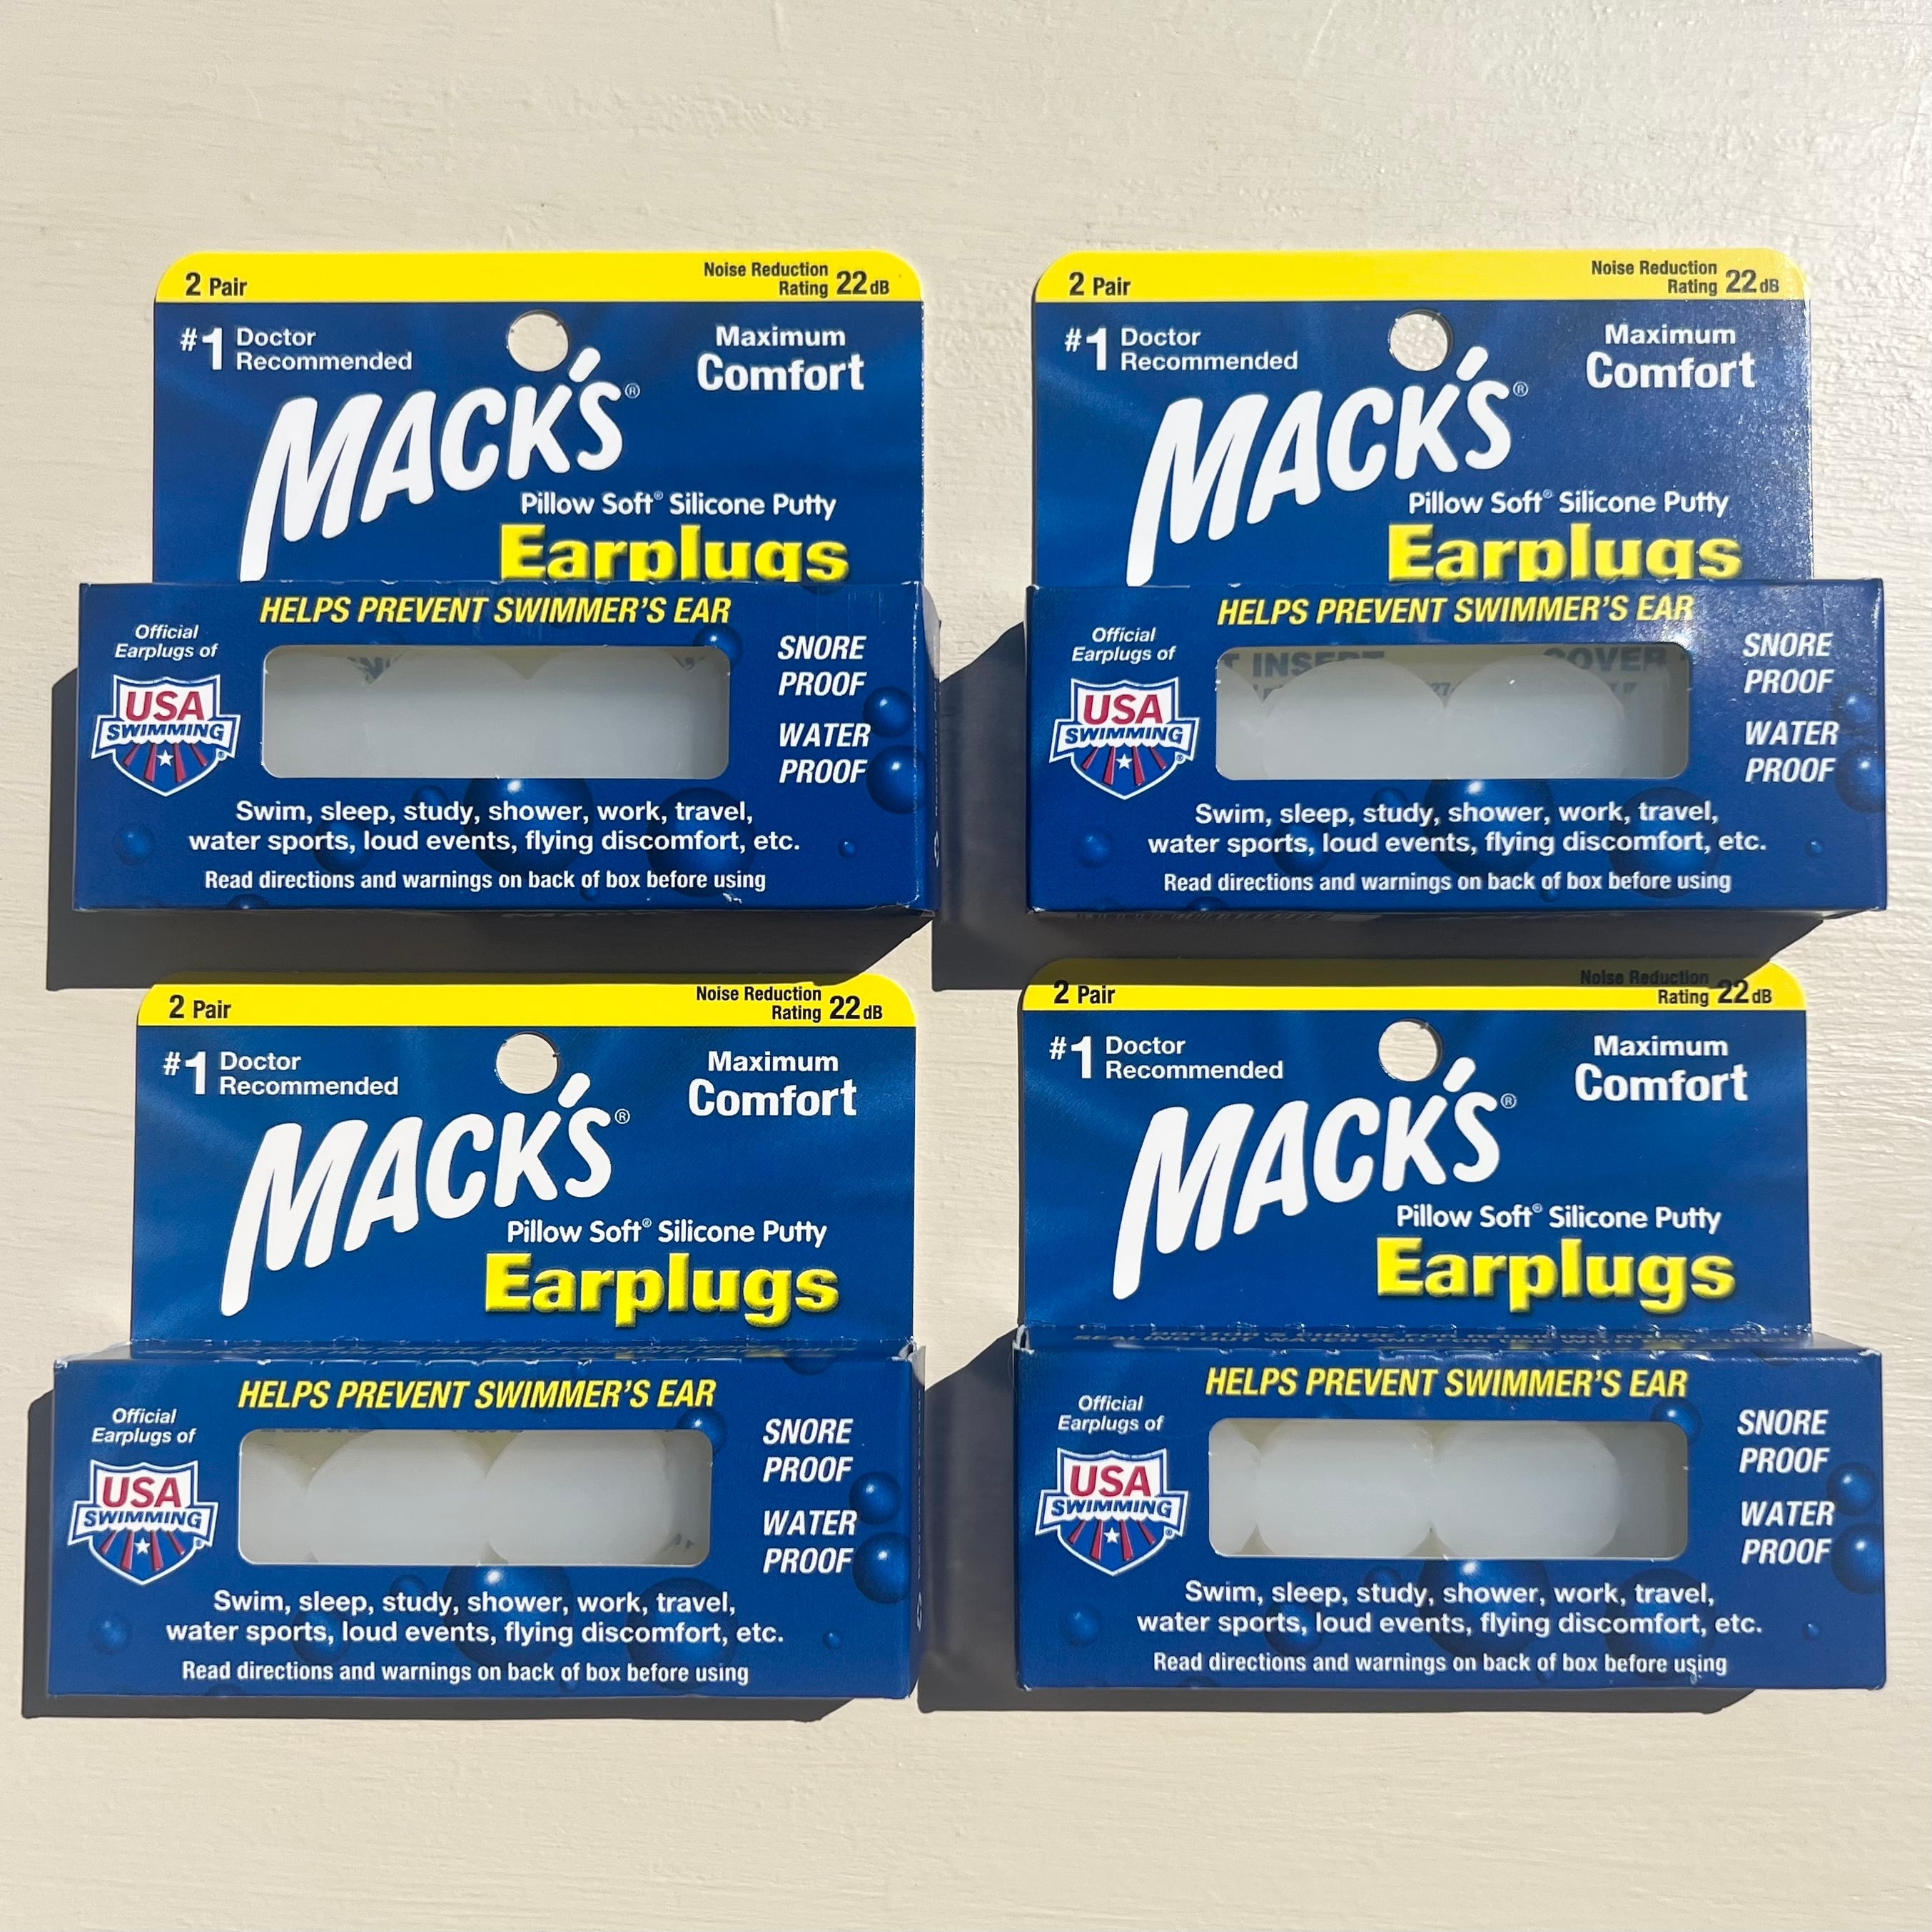 2 Pair
Noise Reduction
Rating 22 dB
#1 Doctor
Recommended
Maximum
Comfort
MACK'S®
Pillow Soft® Silicone Putty
Earplugs
HELPS PREVENT SWIMMER'S EAR
Official
Earplugs of
USA
SWIMMING®
SNORE
PROOF
WATER
PROOF
Swim, sleep, study, shower, work, travel,
water sports, loud events, flying discomfort, etc.
Read directions and warnings on back of box before using
2 Pair
Noise Reduction
Rating 22 dB
#1 Doctor
Recommended
Maximum
Comfort
MACK'S®
Pillow Soft® Silicone Putty
Earplugs
HELPS PREVENT SWIMMER'S EAR
Official
Earplugs of
USA
SWIMMING®
INSERT
COVER
SNORE
PROOF
WATER
PROOF
Swim, sleep, study, shower, work, travel,
water sports, loud events, flying discomfort, etc.
Read directions and warnings on back of box before using
2 Pair
Noise Reduction
Rating 22 dB
#1 Doctor
Recommended
Maximum
Comfort
MACK'S®
Pillow Soft® Silicone Putty
Earplugs
HELPS PREVENT SWIMMER'S EAR
Official
Earplugs of
USA
SWIMMING®
SNORE
PROOF
WATER
PROOF
Swim, sleep, study, shower, work, travel,
water sports, loud events, flying discomfort, etc.
Read directions and warnings on back of box before using
2 Pair
Noise Reduction
Rating 22 dB
#1 Doctor
Recommended
Maximum
Comfort
MACK'S®
Pillow Soft® Silicone Putty
Earplugs
HELPS PREVENT SWIMMER'S EAR
Official
Earplugs of
USA
SWIMMING®
SNORE
PROOF
WATER
PROOF
Swim, sleep, study, shower, work, travel,
water sports, loud events, flying discomfort, etc.
Read directions and warnings on back of box before using